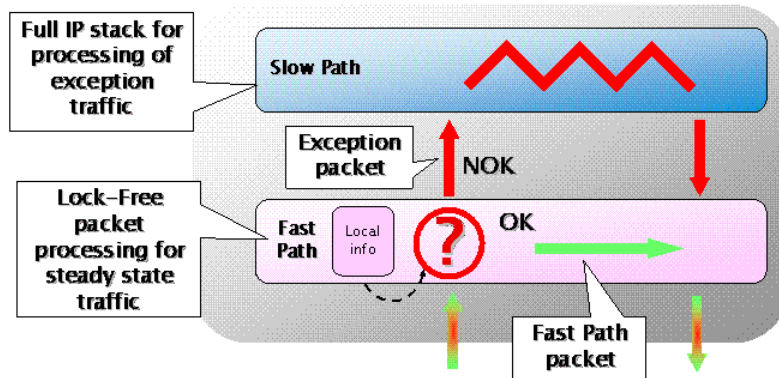 Full IP stack for
processing of
exception
traffic
Slow Path
Exception
packet
NOK
Lock-Free
packet
processing for
steady state
traffic
Fast
Path
Local
info
?
OK
Fast Path
packet